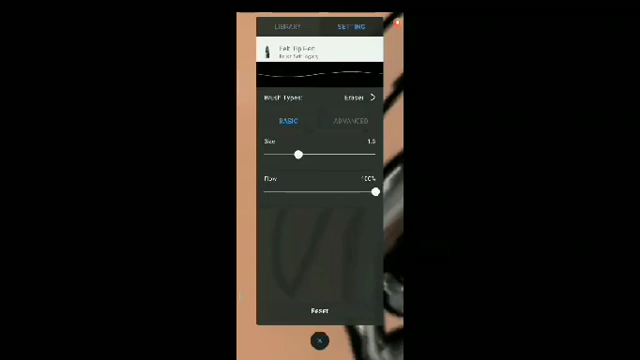 LIBRARY SETTING
Felt Tip Pen
Brush Types: Eraser
BASIC ADVANCED
Size 1.5
Flow 100%
Reset